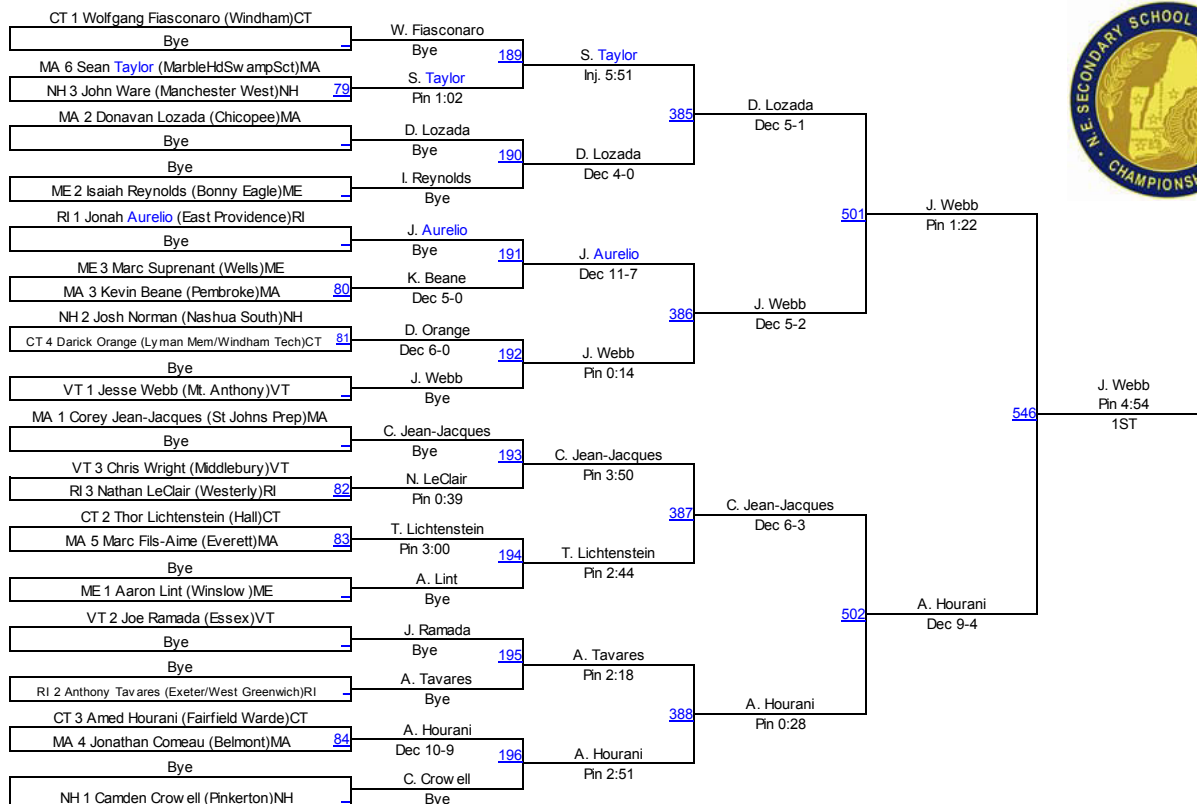 CT 1 Wolfgang Fiasconaro (Windham)CT
Bye
MA 6 Sean Taylor (MarbleHdSwampSct)MA
NH 3 John Ware (Manchester West)NH 79
MA 2 Donavan Lozada (Chicopee)MA
Bye
Bye
ME 2 Isaiah Reynolds (Bonny Eagle)ME
RI 1 Jonah Aurelio (East Providence)RI
Bye
ME 3 Marc Suprenant (Wells)ME
MA 3 Kevin Beane (Pembroke)MA 80
NH 2 Josh Norman (Nashua South)NH
CT 4 Darick Orange (Lyman Mem/Windham Tech)CT 81
Bye
VT 1 Jesse Webb (Mt. Anthony)VT
MA 1 Corey Jean-Jacques (St Johns Prep)MA
Bye
VT 3 Chris Wright (Middlebury)VT
RI 3 Nathan LeClair (Westerly)RI 82
CT 2 Thor Lichtenstein (Hall)CT
MA 5 Marc Fils-Aime (Everett)MA 83
Bye
ME 1 Aaron Lint (Winslow)ME
VT 2 Joe Ramada (Essex)VT
Bye
Bye
RI 2 Anthony Tavares (Exeter/West Greenwich)RI
CT 3 Amed Hourani (Fairfield Warde)CT
MA 4 Jonathan Comeau (Belmont)MA 84
Bye
NH 1 Camden Crowell (Pinkerton)NH
W. Fiasconaro
Bye
189
S. Taylor
Pin 1:02
D. Lozada
Bye
190
I. Reynolds
Bye
J. Aurelio
Bye
191
K. Beane
Dec 5-0
D. Orange
Dec 6-0
192
J. Webb
Bye
C. Jean-Jacques
Bye
193
N. LeClair
Pin 0:39
T. Lichtenstein
Pin 3:00
194
A. Lint
Bye
J. Ramada
Bye
195
A. Tavares
Bye
A. Hourani
Dec 10-9
196
C. Crowell
Bye
S. Taylor
Inj. 5:51
385
D. Lozada
Dec 4-0
J. Aurelio
Dec 11-7
386
J. Webb
Pin 0:14
C. Jean-Jacques
Pin 3:50
387
T. Lichtenstein
Pin 2:44
A. Tavares
Pin 2:18
388
A. Hourani
Pin 2:51
D. Lozada
Dec 5-1
501
J. Webb
Dec 5-2
C. Jean-Jacques
Dec 6-3
502
A. Hourani
Pin 0:28
J. Webb
Pin 1:22
546
A. Hourani
Dec 9-4
J. Webb
Pin 4:54
1ST
N.E. SECONDARY SCHOOL